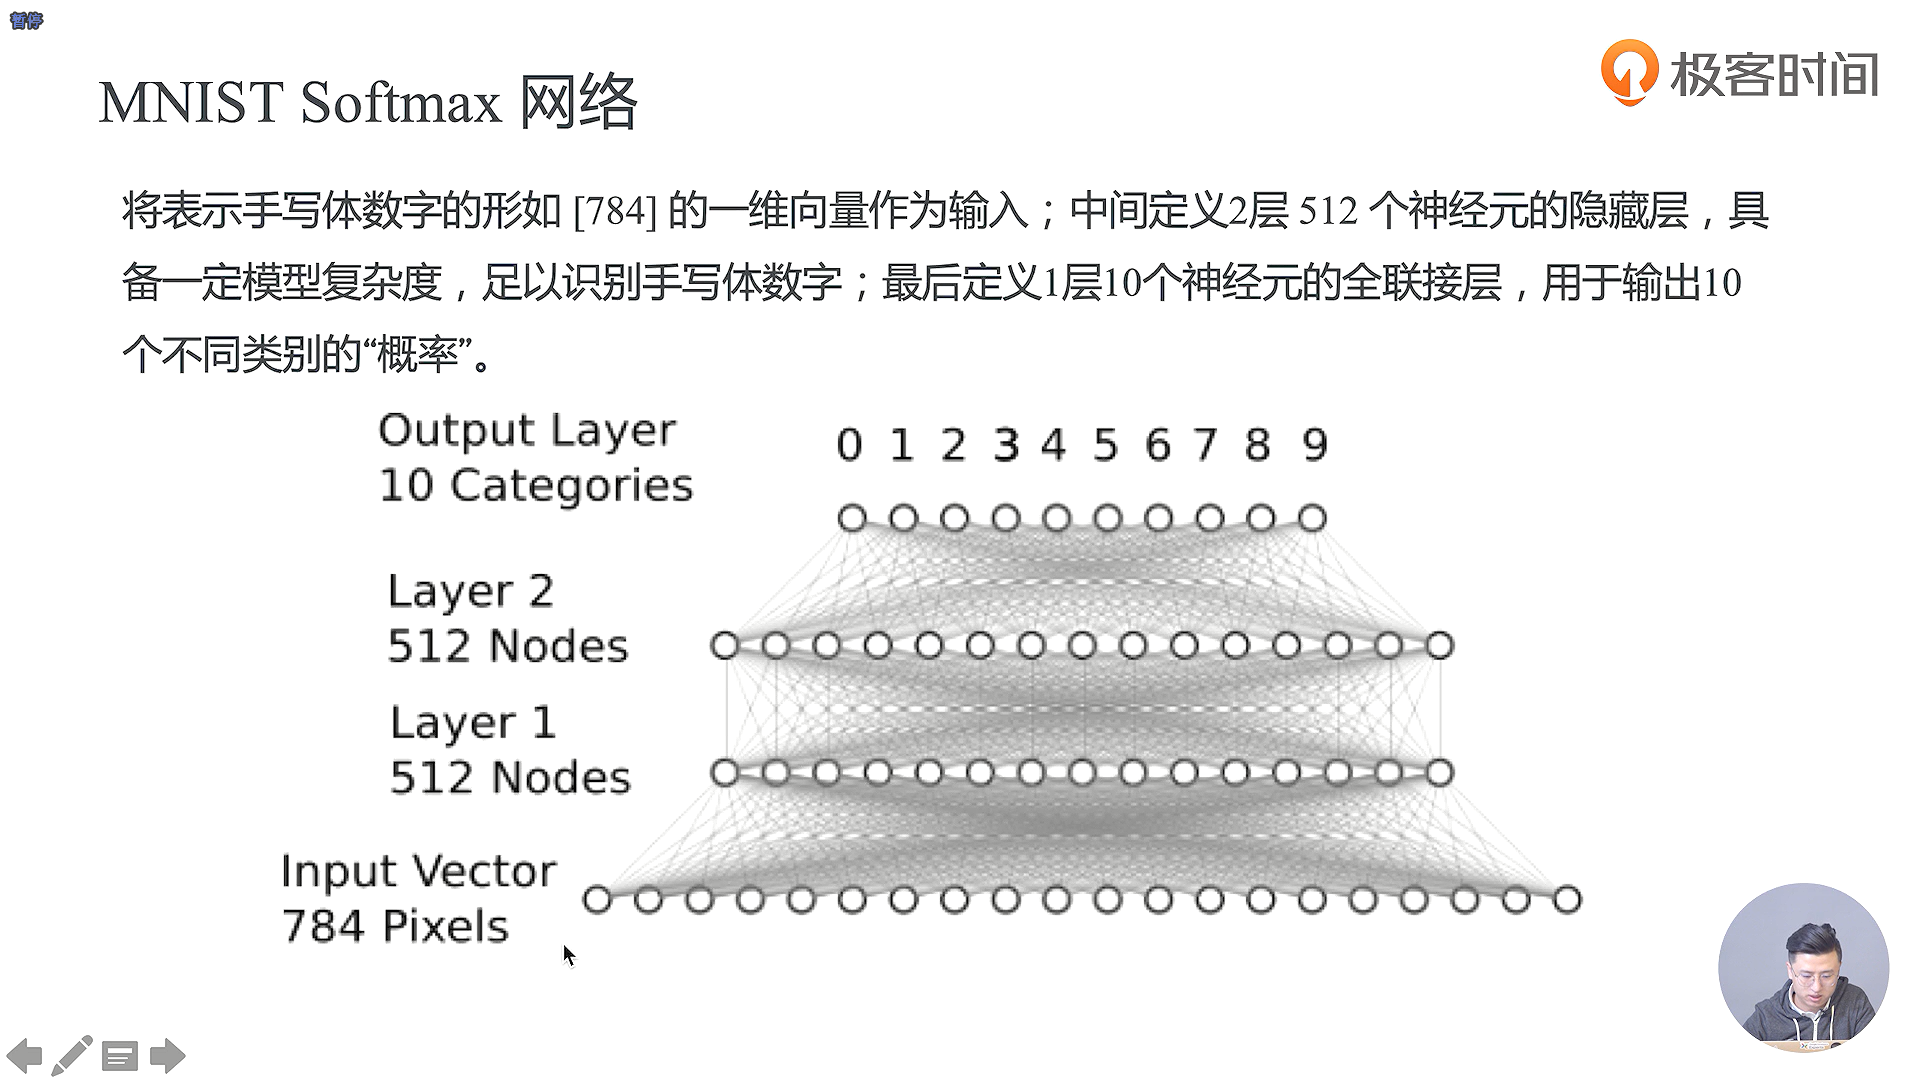 暂停
MNIST Softmax 网络
极客时间
将表示手写体数字的形如 [784] 的一维向量作为输入；中间定义2层 512 个神经元的隐藏层，具
备一定模型复杂度，足以识别手写体数字；最后定义1层10个神经元的全联接层，用于输出10
个不同类别的“概率”。
Output Layer
10 Categories
0 1 2 3 4 5 6 7 8 9
Layer 2
512 Nodes
Layer 1
512 Nodes
Input Vector
784 Pixels